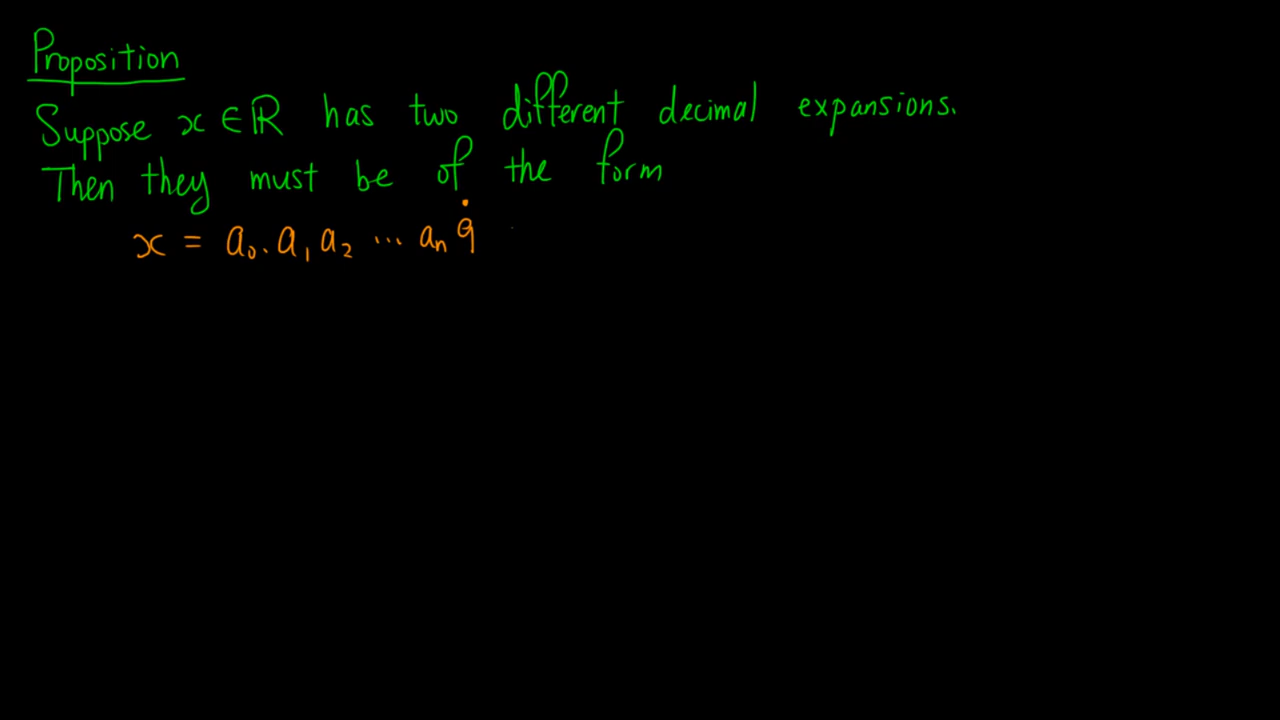 Proposition
Suppose x ∈ ℝ has two different decimal expansions.
Then they must be of the form
x = a₀.a₁a₂ ⋯ aₙ9̇